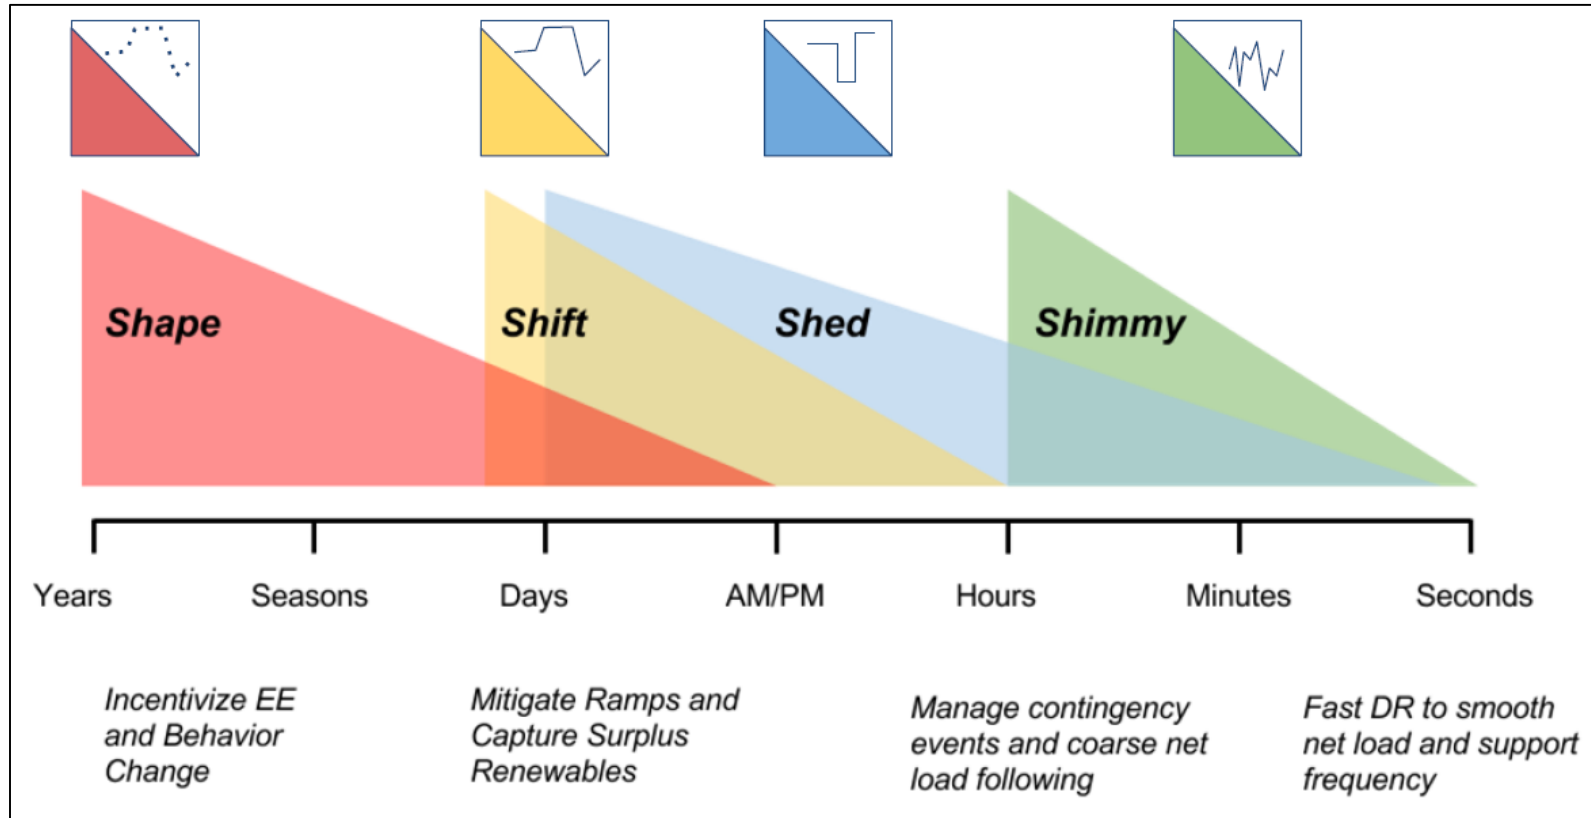 Shape
Shift
Shed
Shimmy
Years
Seasons
Days
AM/PM
Hours
Minutes
Seconds
Incentivize EE
and Behavior
Change
Mitigate Ramps and
Capture Surplus
Renewables
Manage contingency
events and coarse net
load following
Fast DR to smooth
net load and support
frequency